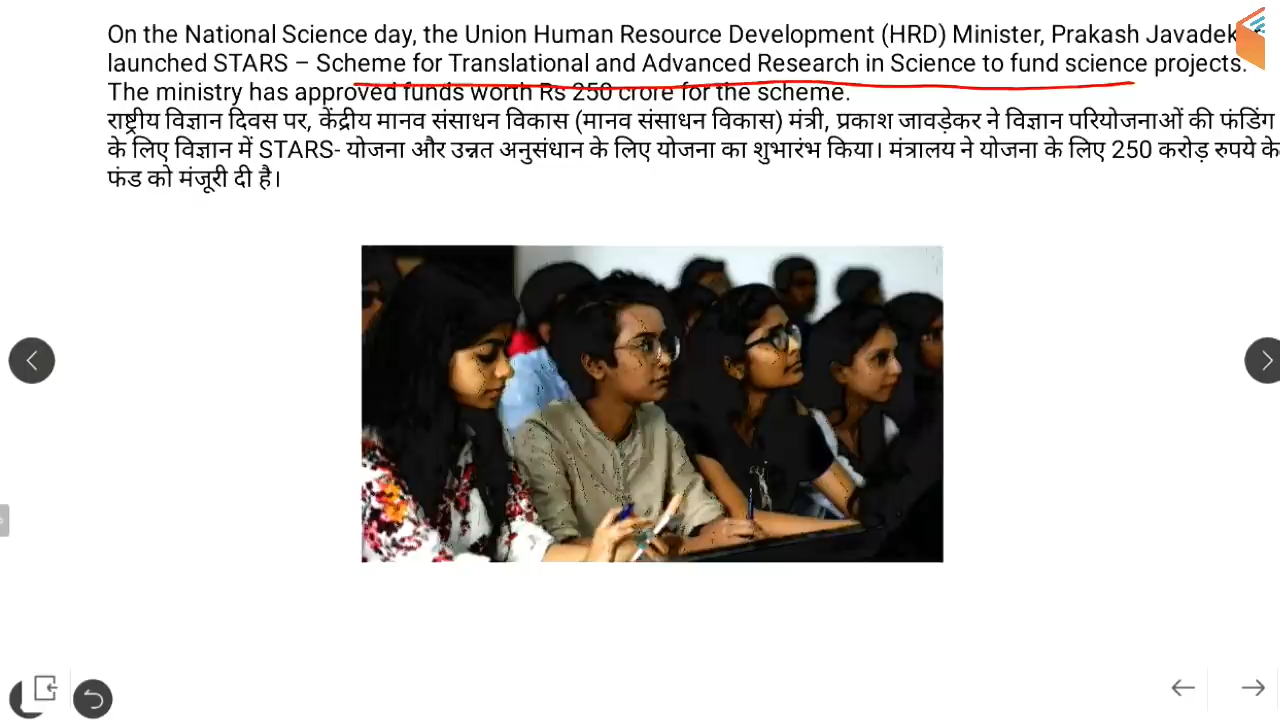 On the National Science day, the Union Human Resource Development (HRD) Minister, Prakash
launched STARS – Scheme for Translational and Advanced Research in Science to fund science projects.
The ministry has approved funds worth Rs 250 crore for the scheme.
राष्ट्रीय विज्ञान दिवस पर, केंद्रीय मानव संसाधन विकास (मानव संसाधन विकास) मंत्री, प्रकाश जावड़ेकर ने विज्ञान परियोजनाओं की फंडिंग
के लिए विज्ञान में STARS- योजना और उन्नत अनुसंधान के लिए योजना का शुभारंभ किया। मंत्रालय ने योजना के लिए 250 करोड़ रुपये के
फंड को मंजूरी दी है।